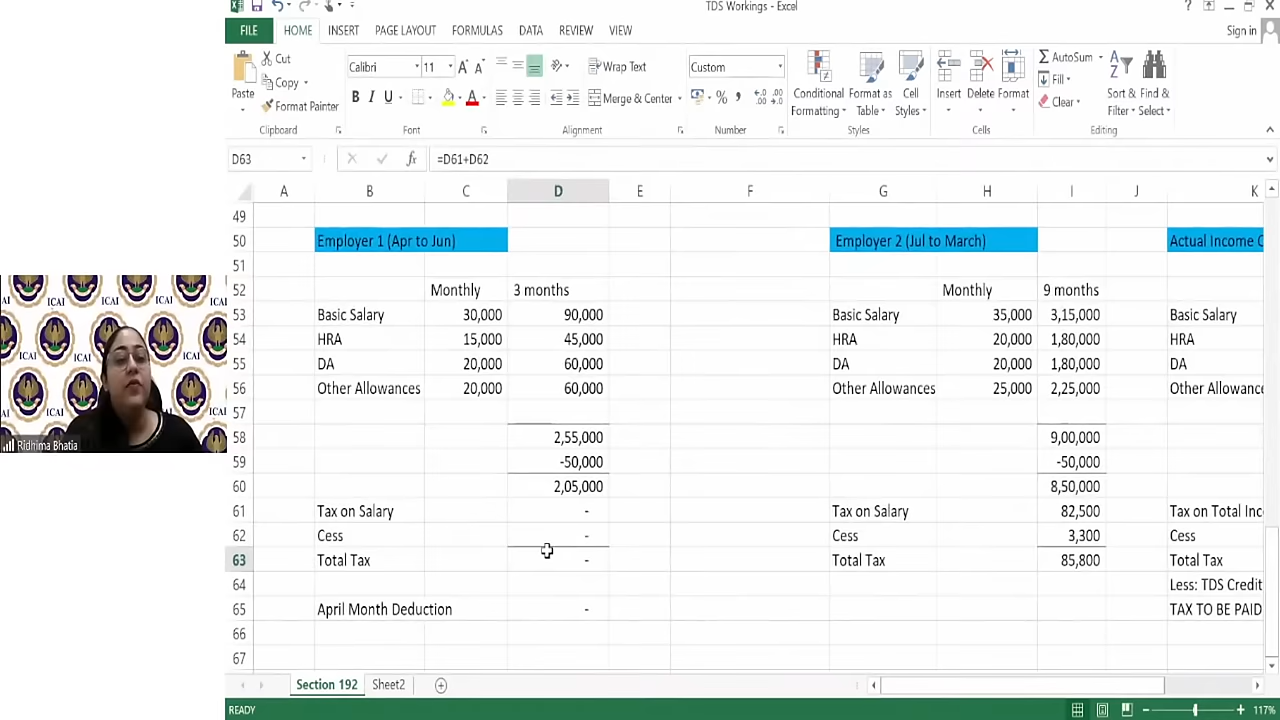 TDS Workings - Excel
?
FILE HOME INSERT PAGE LAYOUT FORMULAS DATA REVIEW VIEW Sign in
Cut
Copy
Format Painter
Paste
Clipboard
Calibri 11
B I U
Font
Wrap Text
Merge & Center
Alignment
Custom
Number
Conditional Formatting
Format as Table
Cell Styles
Styles
Insert Delete Format
Cells
AutoSum
Fill
Clear
Sort & Filter
Find & Select
Editing
D63 fx =D61+D62
A B C D E F G H I J K
49
50 Employer 1 (Apr to Jun) Employer 2 (Jul to March) Actual Income
51
52 Monthly 3 months Monthly 9 months
53 Basic Salary 30,000 90,000 Basic Salary 35,000 3,15,000 Basic Salary
54 HRA 15,000 45,000 HRA 20,000 1,80,000 HRA
55 DA 20,000 60,000 DA 20,000 1,80,000 DA
56 Other Allowances 20,000 60,000 Other Allowances 25,000 2,25,000 Other Allowance
57
58 2,55,000 9,00,000
59 -50,000 -50,000
60 2,05,000 8,50,000
61 Tax on Salary - Tax on Salary 82,500 Tax on Total Inc
62 Cess - Cess 3,300 Cess
63 Total Tax - Total Tax 85,800 Total Tax
64 Less: TDS Credit
65 April Month Deduction - TAX TO BE PAID
66
67
Section 192 Sheet2
READY 117%
ICAI
ICAI
ICAI
ICAI
ICAI
Ridhima Bhatia